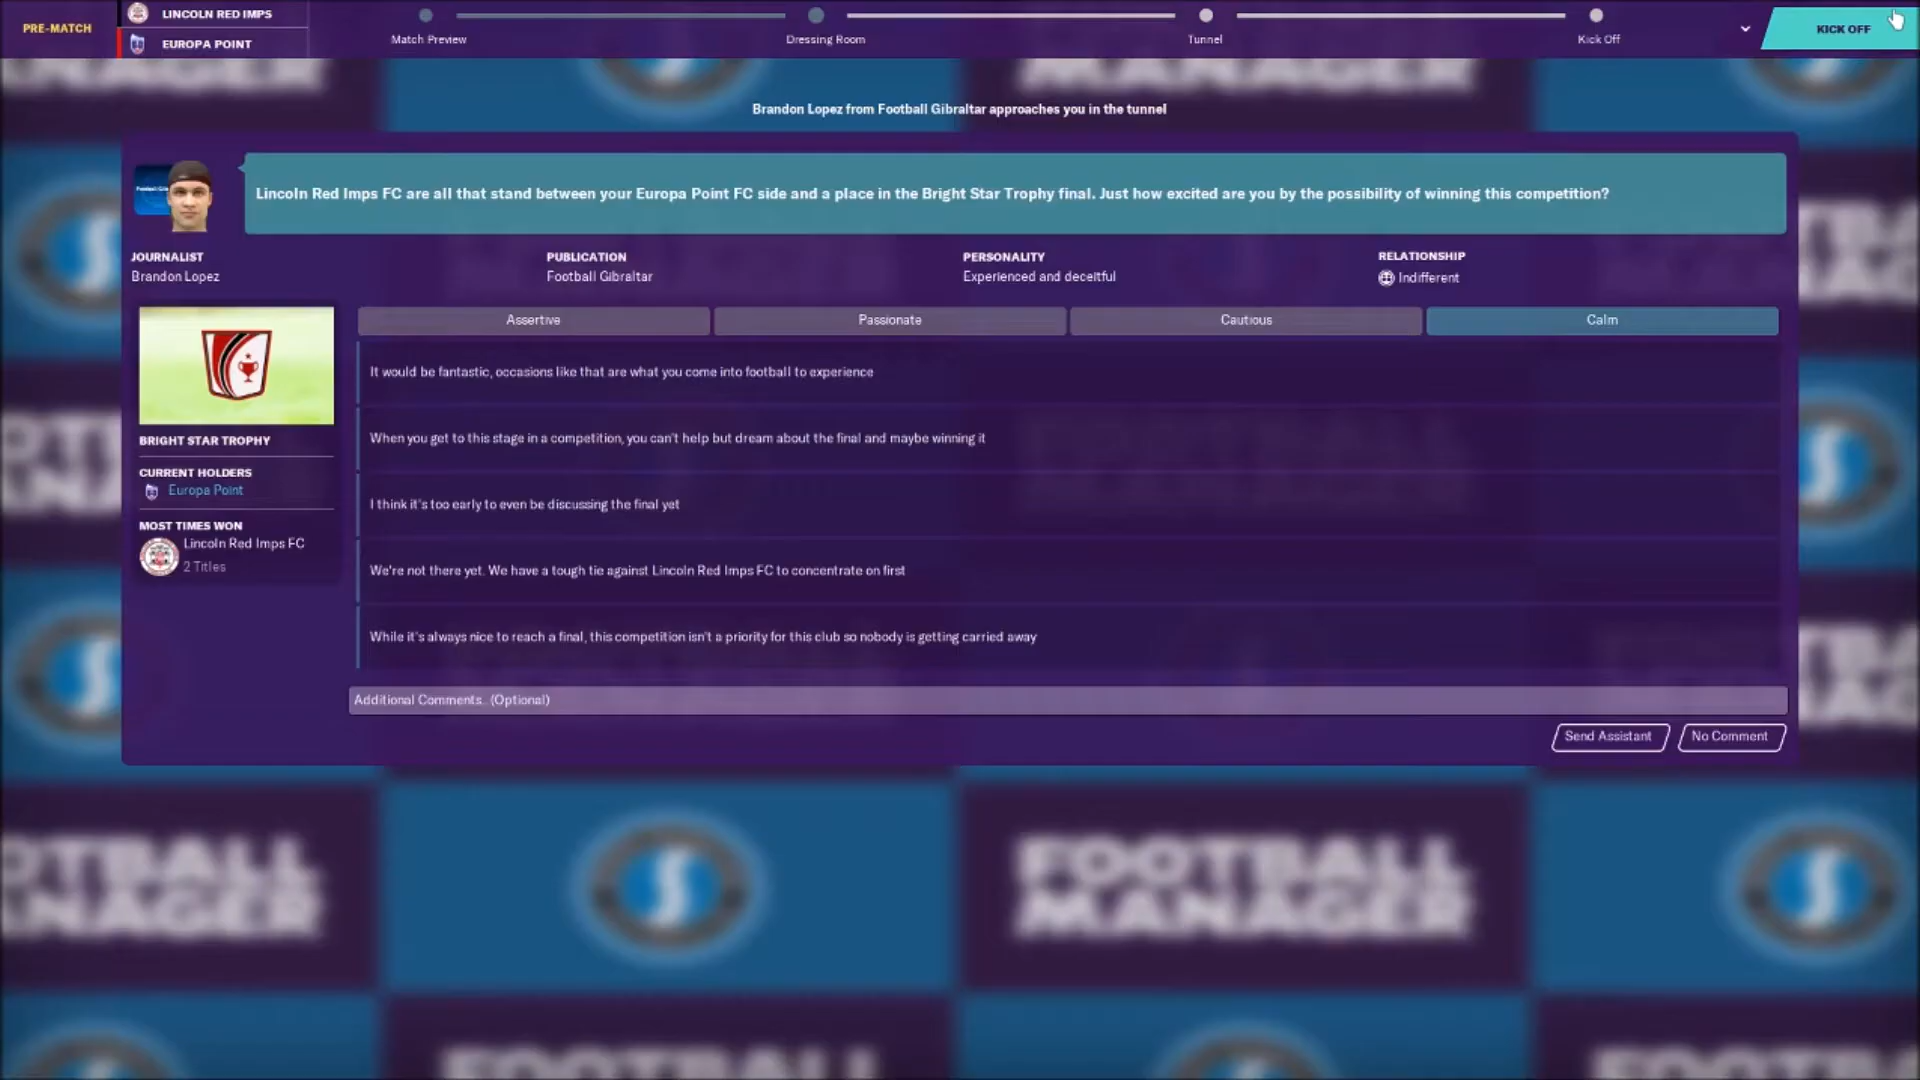 PRE-MATCH
LINCOLN RED IMPS
EUROPA POINT
Match Preview
Dressing Room
Tunnel
Kick Off
KICK OFF
MANAGER
Brandon Lopez from Football Gibraltar approaches you in the tunnel
Lincoln Red Imps FC are all that stand between your Europa Point FC side and a place in the Bright Star Trophy final. Just how excited are you by the possibility of winning this competition?
JOURNALIST
Brandon Lopez
PUBLICATION
Football Gibraltar
PERSONALITY
Experienced and deceitful
RELATIONSHIP
Indifferent
Assertive
Passionate
Cautious
Calm
It would be fantastic, occasions like that are what you come into football to experience
When you get to this stage in a competition, you can't help but dream about the final and maybe winning it
I think it's too early to even be discussing the final yet
We're not there yet. We have a tough tie against Lincoln Red Imps FC to concentrate on first
While it's always nice to reach a final, this competition isn't a priority for this club so nobody is getting carried away
BRIGHT STAR TROPHY
CURRENT HOLDERS
Europa Point
MOST TIMES WON
Lincoln Red Imps FC
2 Titles
Additional Comments.. (Optional)
Send Assistant
No Comment
FOOTBALL
MANAGER